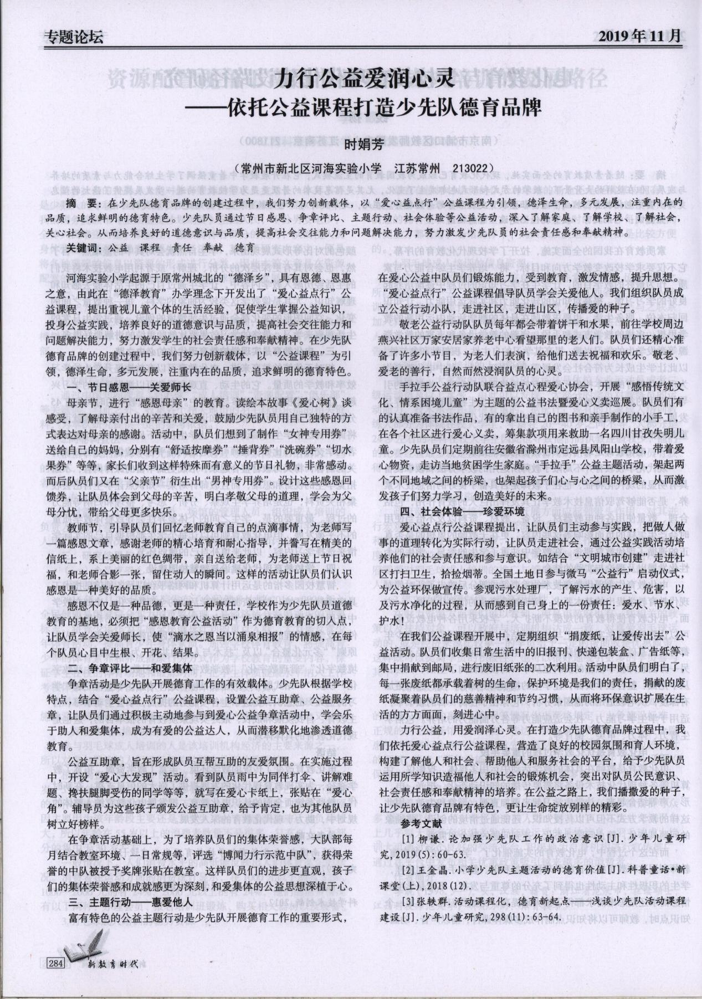 专题论坛
2019年11月
力行公益爱润心灵
——依托公益课程打造少先队德育品牌
时娟芳
（常州市新北区河海实验小学　江苏常州　213022）
摘　要：在少先队德育品牌的创建过程中，我们努力创新载体，以“爱心益点行”公益课程为引领，德泽生命，多元发展，注重内在的
品质，追求鲜明的德育特色。少先队员通过节日感恩、争章评比、主题行动、社会体验等公益活动，深入了解家庭、了解学校、了解社会，
关心社会。从而培养良好的道德意识与品质，提高社会交往能力和问题解决能力，努力激发少先队员的社会责任感和奉献精神。
关键词：公益　课程　责任　奉献　德育
河海实验小学起源于原常州城北的“德泽乡”，具有恩德、恩惠
之意，由此在“德泽教育”办学理念下开发出了“爱心益点行”公
益课程，提出重视儿童个体的生活经验，促使学生掌握公益知识，
投身公益实践，培养良好的道德意识与品质，提高社会交往能力和
问题解决能力，努力激发学生的社会责任感和奉献精神。在少先队
德育品牌的创建过程中，我们努力创新载体，以“公益课程”为引
领，德泽生命，多元发展，注重内在的品质，追求鲜明的德育特色。
一、节日感恩——关爱师长
母亲节，进行“感恩母亲”的教育。读绘本故事《爱心树》谈
感受，了解母亲付出的辛苦和关爱，鼓励少先队员用自己独特的方
式表达对母亲的感谢。活动中，队员们想到了制作“女神专用券”
送给自己的妈妈，分别有“舒适按摩券”“捶背券”“洗碗券”“切水
果券”等等，家长们收到这样特殊而有意义的节日礼物，非常感动。
而后队员们又在“父亲节”衍生出“男神专用券”，设计这些感恩回
馈券，让队员体会到父母的辛苦，明白孝敬父母的道理，学会为父
母分忧，带给父母更多快乐。
教师节，引导队员们回忆老师教育自己的点滴事情，为老师写
一篇感恩文章，感谢老师的精心培育和耐心指导，并誊写在精美的
信纸上，系上美丽的红色绸带，亲自送给老师，为老师送上节日祝
福，和老师合影一张，留住动人的瞬间。这样的活动让队员们认识
感恩是一种美好的品质。
感恩不仅是一种品德，更是一种责任，学校作为少先队员道德
教育的基地，必须把“感恩教育公益活动”作为德育教育的切入点，
让队员学会关爱师长，使“滴水之恩当以涌泉相报”的情感，在每
个队员心目中生根、开花、结果。
二、争章评比——和爱集体
争章活动是少先队开展德育工作的有效载体。少先队根据学校
特点，结合“爱心益点行”公益课程，设置公益互助章、公益服务
章，让队员们通过积极主动地参与到爱心公益争章活动中，学会乐
于助人和爱集体，成为有爱的公益达人，从而潜移默化地渗透道德
教育。
公益互助章，旨在形成队员互帮互助的友爱氛围。在实施过程
中，开设“爱心大发现”活动。看到队员雨中为同伴打伞、讲解难
题、搀扶腿脚受伤的同学等等，就写在爱心卡纸上，张贴在“爱心
角”。辅导员为这些孩子颁发公益互助章，给予肯定，也为其他队员
树立好榜样。
在争章活动基础上，为了培养队员们的集体荣誉感，大队部每
月结合教室环境、一日常规等，评选“博闻力行示范中队”，获得荣
誉的中队被授予奖牌张贴在教室。这样队员们的进步更直观，孩子
们的集体荣誉感和成就感更为深刻，和爱集体的公益思想深植于心。
三、主题行动——惠爱他人
富有特色的公益主题行动是少先队开展德育工作的重要形式，
在爱心公益中队员们锻炼能力，受到教育，激发情感，提升思想。
“爱心益点行”公益课程倡导队员学会关爱他人。我们组织队员成
立公益行动小队，走进社区，走进山区，传播爱的种子。
敬老公益行动队队员每年都会带着饼干和水果，前往学校周边
燕兴社区万家安居家养老中心看望那里的老人们。队员们还精心准
备了许多小节目，为老人们表演，给他们送去祝福和欢乐。敬老、
爱老的善行，自然而然浸润队员的心灵。
手拉手公益行动队联合益点心程爱心协会，开展“感悟传统文
化、情系困境儿童”为主题的公益书法暨爱心义卖巡展。队员们有
的认真准备书法作品，有的拿出自己的图书和亲手制作的小手工，
在各个社区进行爱心义卖，筹集款项用来救助一名四川甘孜失明儿
童。少先队员们定期前往安徽省滁州市定远县凤阳山学校，带着爱
心物资，走访当地贫困学生家庭。“手拉手”公益主题活动，架起两
个不同地域之间的桥梁，也架起孩子们心与心之间的桥梁，从而激
发孩子们努力学习，创造美好的未来。
四、社会体验——珍爱环境
爱心益点行公益课程提出，让队员们主动参与实践，把做人做
事的道理转化为实际行动，让队员走进社会，通过公益实践活动培
养他们的社会责任感和参与意识。如结合“文明城市创建”走进社
区打扫卫生，拾捡烟蒂。全国土地日参与微马“公益行”启动仪式，
为公益环保做宣传。参观污水处理厂，了解污水的产生、危害，以
及污水净化的过程，从而感到自己身上的一份责任：爱水、节水、
护水！
在我们公益课程开展中，定期组织“捐废纸，让爱传出去”公
益活动。队员们收集日常生活中的旧报刊、快递包装盒、广告纸等，
集中捐献到邮局，进行废旧纸张的二次利用。活动中队员们明白了，
每一张废纸都承载着树的生命，保护环境是我们的责任，捐献的废
纸凝聚着队员们的慈善精神和节约习惯，从而将环保意识扩展在生
活的方方面面，刻进心中。
力行公益，用爱润泽心灵。在打造少先队德育品牌过程中，我
们依托爱心益点行公益课程，营造了良好的校园氛围和育人环境，
构建了解他人和社会、帮助他人和服务社会的平台，给予少先队员
运用所学知识造福他人和社会的锻炼机会，突出对队员公民意识、
社会责任感和奉献精神的培养。在公益之路上，我们播撒爱的种子，
让少先队德育品牌有特色，更让生命绽放别样的精彩。
参考文献
[1]柳谦.论加强少先队工作的政治意识[J].少年儿童研
究,2019(5):60-63.
[2]王金晶.小学少先队主题活动的德育价值[J].科普童话•新
课堂(上),2018(12).
[3]张轶群.活动课程化，德育新起点——浅谈少先队活动课程
建设[J].少年儿童研究,298(11):63-64.
284
新教育时代